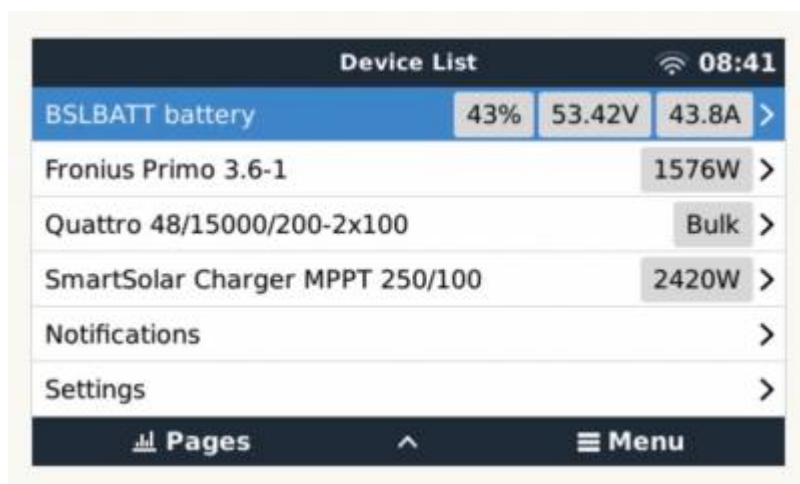 Device List 08:41
BSLBATT battery 43% 53.42V 43.8A
Fronius Primo 3.6-1 1576W
Quattro 48/15000/200-2x100 Bulk
SmartSolar Charger MPPT 250/100 2420W
Notifications
Settings
Pages Menu